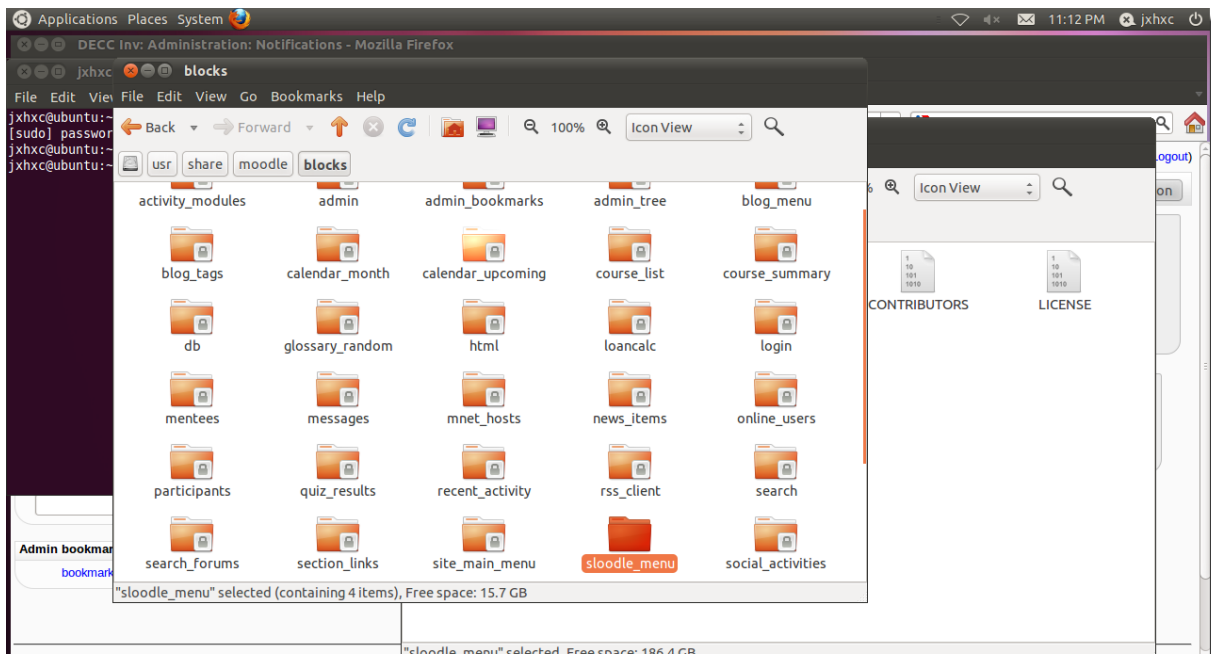 Applications Places System 11:12 PM jxhxc
DECC Inv: Administration: Notifications - Mozilla Firefox
jxhxc blocks
File Edit View File Edit View Go Bookmarks Help
jxhxc@ubuntu:~
[sudo] passwor
jxhxc@ubuntu:~
jxhxc@ubuntu:~
Back Forward 100% Icon View
usr share moodle blocks
ogout)
% Icon View on
activity_modules admin admin_bookmarks admin_tree blog_menu
blog_tags calendar_month calendar_upcoming course_list course_summary
CONTRIBUTORS LICENSE
db glossary_random html loancalc login
mentees messages mnet_hosts news_items online_users
participants quiz_results recent_activity rss_client search
Admin bookmar
search_forums section_links site_main_menu sloodle_menu social_activities
bookmark
"sloodle_menu" selected (containing 4 items), Free space: 15.7 GB
"sloodle_menu" selected, Free space: 186.4 GB